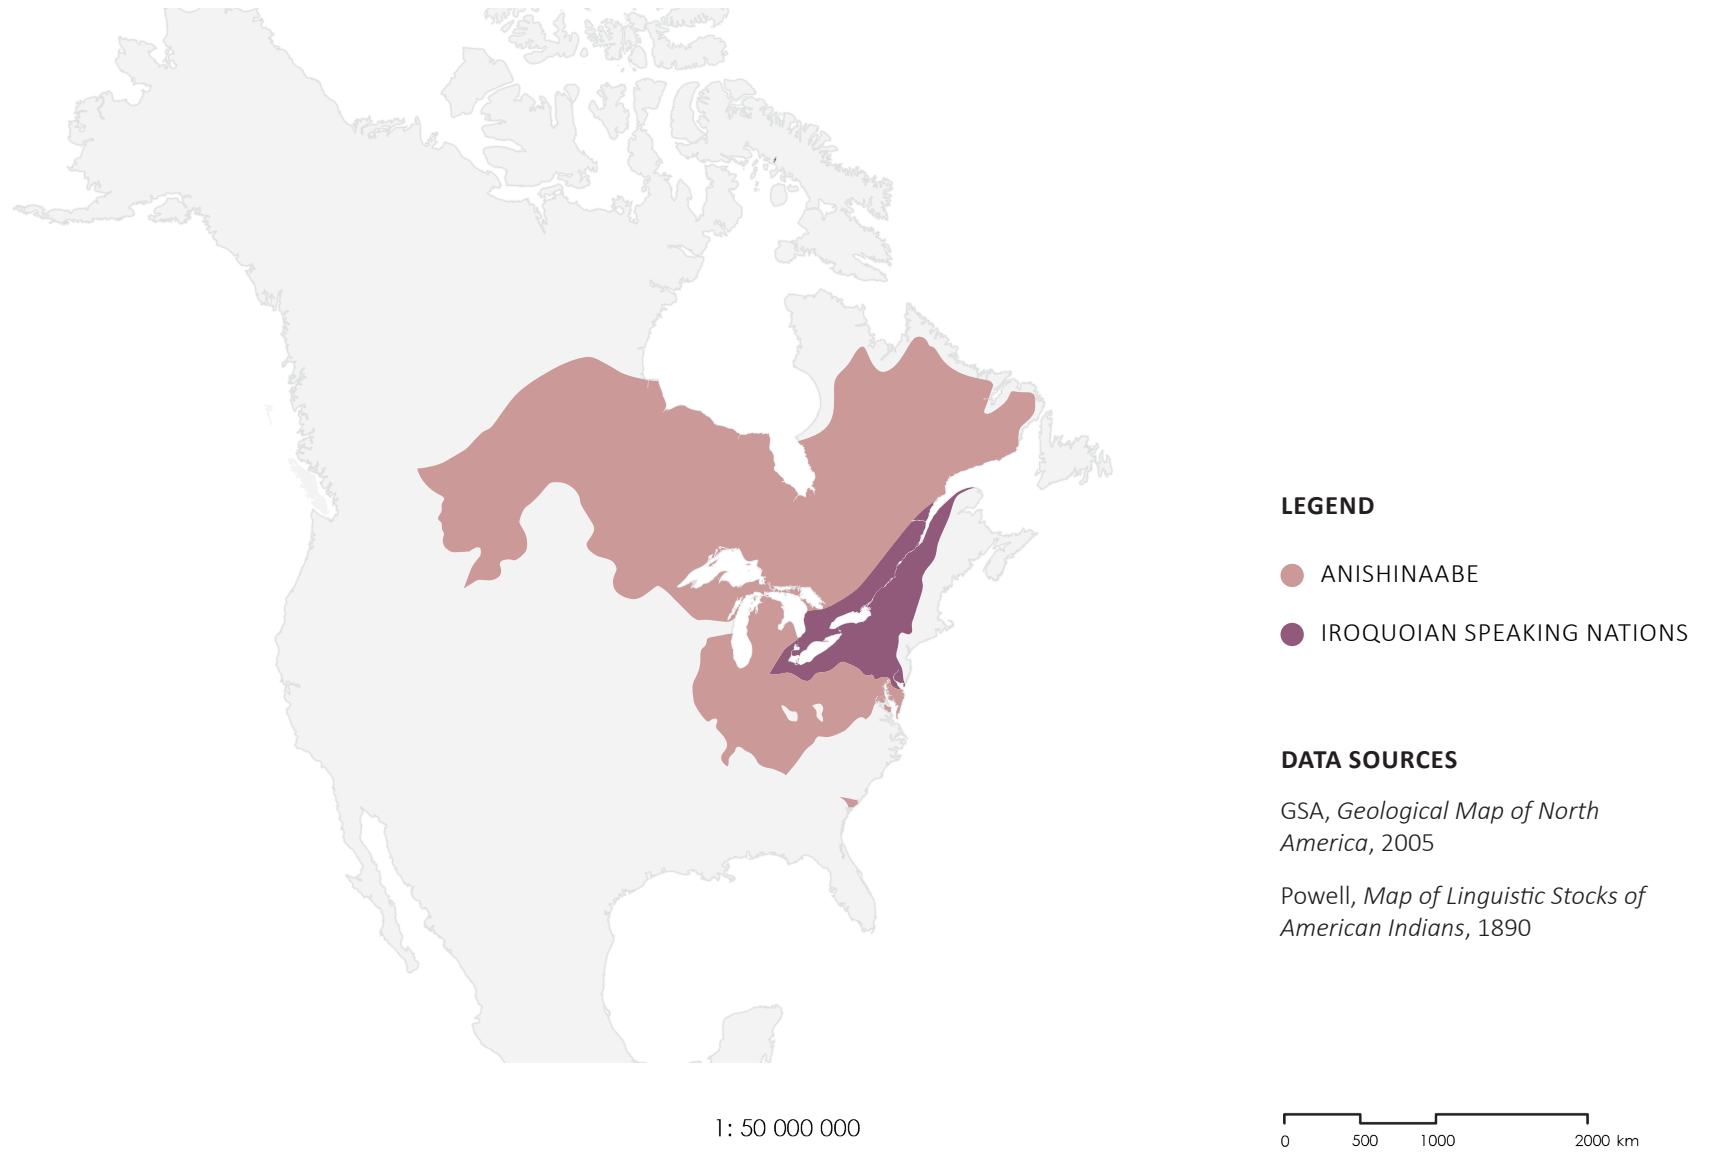 LEGEND
ANISHINAABE
IROQUOIAN SPEAKING NATIONS
DATA SOURCES
GSA, Geological Map of North
America, 2005
Powell, Map of Linguistic Stocks of
American Indians, 1890
1: 50 000 000
0 500 1000 2000 km